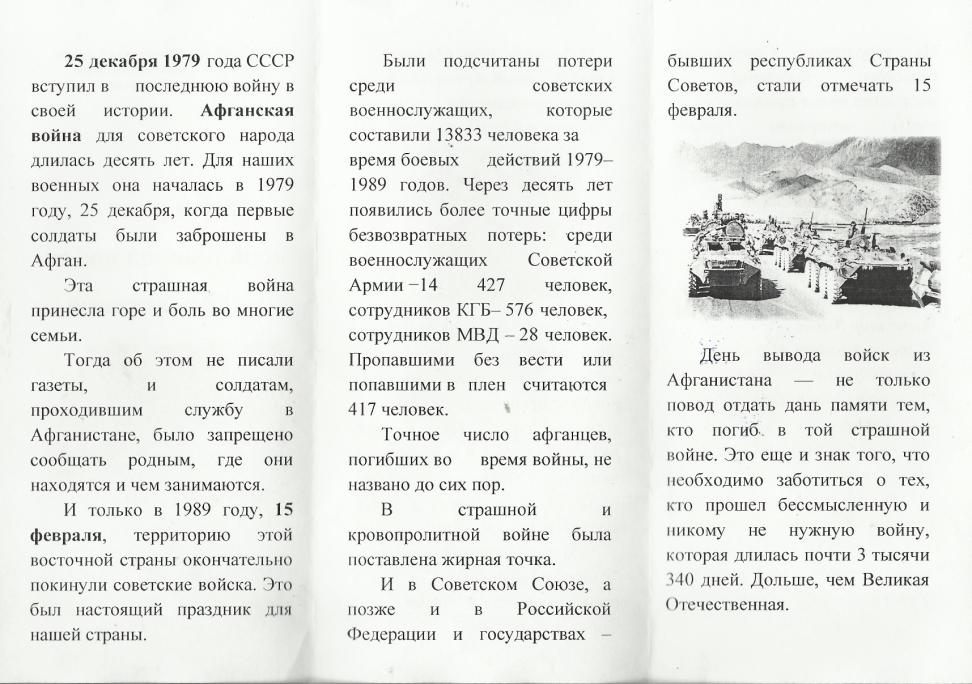 25 декабря 1979 года СССР
вступил в последнюю войну в
своей истории. Афганская
война для советского народа
длилась десять лет. Для наших
военных она началась в 1979
году, 25 декабря, когда первые
солдаты были заброшены в
Афган.
Эта страшная война
принесла горе и боль во многие
семьи.
Тогда об этом не писали
газеты, и солдатам,
проходившим службу в
Афганистане, было запрещено
сообщать родным, где они
находятся и чем занимаются.
И только в 1989 году, 15
февраля, территорию этой
восточной страны окончательно
покинули советские войска. Это
был настоящий праздник для
нашей страны.
Были подсчитаны потери
среди советских
военнослужащих, которые
составили 13833 человека за
время боевых действий 1979–
1989 годов. Через десять лет
появились более точные цифры
безвозвратных потерь: среди
военнослужащих Советской
Армии –14 427 человек,
сотрудников КГБ– 576 человек,
сотрудников МВД – 28 человек.
Пропавшими без вести или
попавшими в плен считаются
417 человек.
Точное число афганцев,
погибших во время войны, не
названо до сих пор.
В страшной и
кровопролитной войне была
поставлена жирная точка.
И в Советском Союзе, а
позже и в Российской
Федерации и государствах –
бывших республиках Страны
Советов, стали отмечать 15
февраля.
День вывода войск из
Афганистана — не только
повод отдать дань памяти тем,
кто погиб в той страшной
войне. Это еще и знак того, что
необходимо заботиться о тех,
кто прошел бессмысленную и
никому не нужную войну,
которая длилась почти 3 тысячи
340 дней. Дольше, чем Великая
Отечественная.